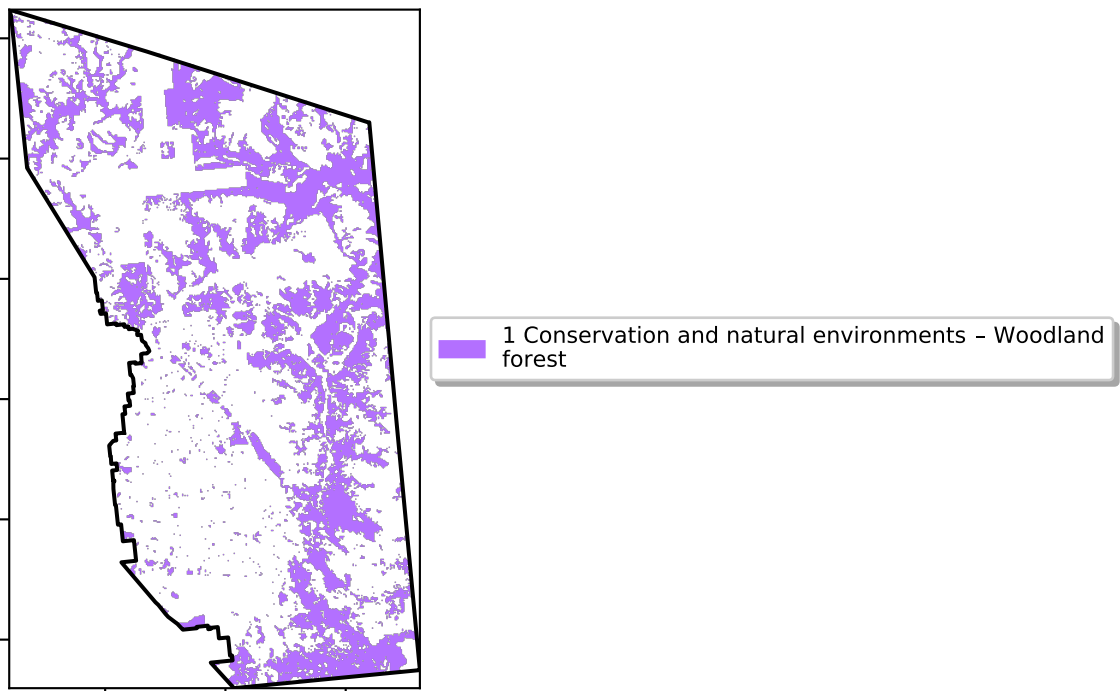 1 Conservation and natural environments – Woodland
forest